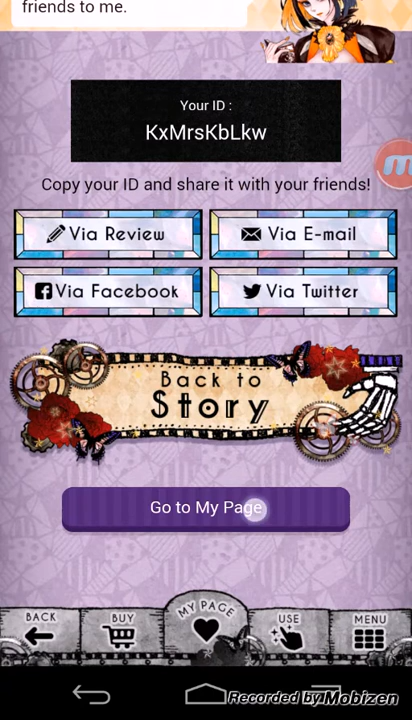 friends to me.
Your ID :
KxMrsKbLkw
Copy your ID and share it with your friends!
Via Review
Via E-mail
Via Facebook
Via Twitter
Back to
Story
Go to My Page
BACK
BUY
MY PAGE
USE
MENU
Recorded by Mobizen